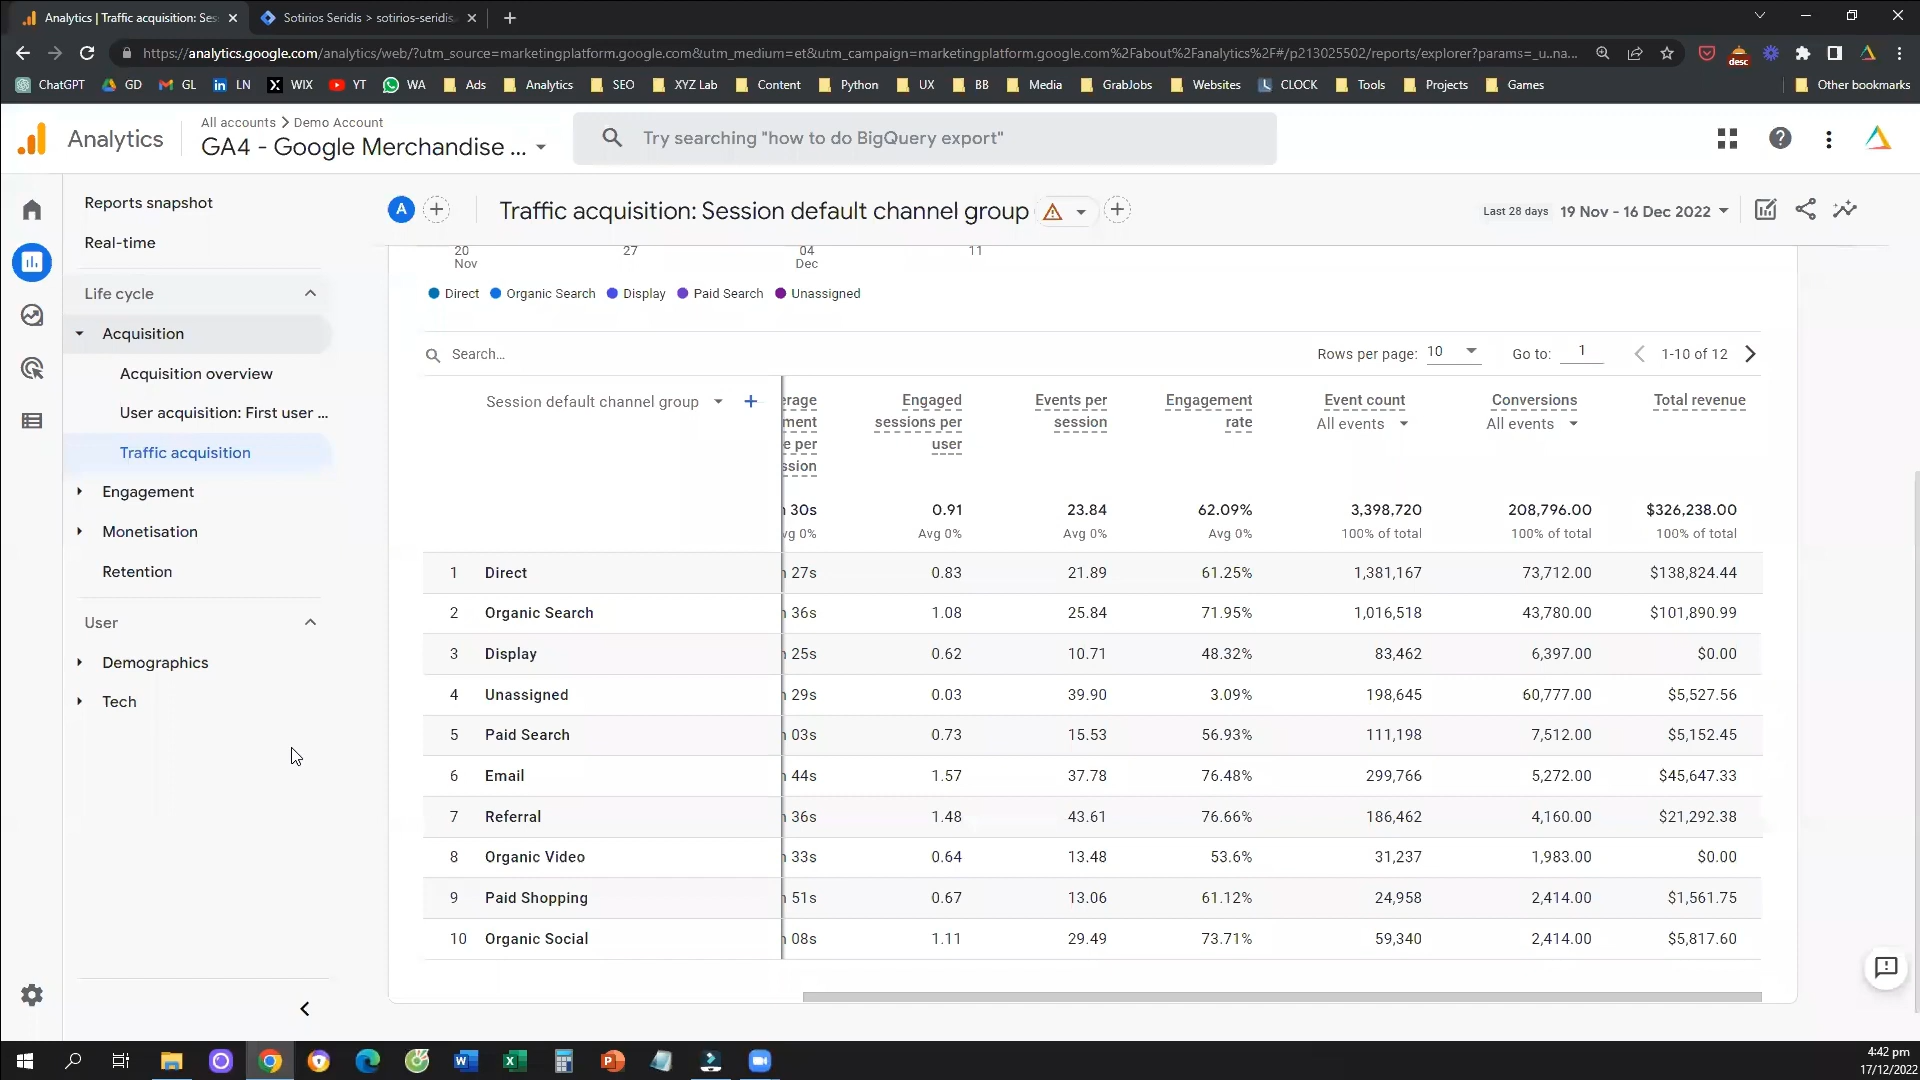 Analytics | Traffic acquisition: Ses
Sotirios Seridis > sotirios-seridis.
https://analytics.google.com/analytics/web/?utm_source=marketingplatform.google.com&utm_medium=et&utm_campaign=marketingplatform.google.com%2Fabout%2Fanalytics%2F#/p213025502/reports/explorer?params=_u..na...
desc
ChatGPT GD GL LN WIX YT WA Ads Analytics SEO XYZ Lab Content Python UX BB Media GrabJobs Websites CLOCK Tools Projects Games Other bookmarks
Analytics
All accounts > Demo Account
GA4 - Google Merchandise ...
Try searching "how to do BigQuery export"
Reports snapshot
Real-time
Life cycle
Acquisition
Acquisition overview
User acquisition: First user ...
Traffic acquisition
Engagement
Monetisation
Retention
User
Demographics
Tech
A
Traffic acquisition: Session default channel group
Last 28 days 19 Nov - 16 Dec 2022
20 27 04 11
Nov Dec
Direct Organic Search Display Paid Search Unassigned
Search...
Rows per page: 10 Go to: 1 1-10 of 12
Session default channel group
erage
ment
e per
ssion
Engaged
sessions per
user
Events per
session
Engagement
rate
Event count
All events
Conversions
All events
Total revenue
30s 0.91 23.84 62.09% 3,398,720 208,796.00 $326,238.00
vg 0% Avg 0% Avg 0% Avg 0% 100% of total 100% of total 100% of total
1 Direct 27s 0.83 21.89 61.25% 1,381,167 73,712.00 $138,824.44
2 Organic Search 36s 1.08 25.84 71.95% 1,016,518 43,780.00 $101,890.99
3 Display 25s 0.62 10.71 48.32% 83,462 6,397.00 $0.00
4 Unassigned 29s 0.03 39.90 3.09% 198,645 60,777.00 $5,527.56
5 Paid Search 03s 0.73 15.53 56.93% 111,198 7,512.00 $5,152.45
6 Email 44s 1.57 37.78 76.48% 299,766 5,272.00 $45,647.33
7 Referral 36s 1.48 43.61 76.66% 186,462 4,160.00 $21,292.38
8 Organic Video 33s 0.64 13.48 53.6% 31,237 1,983.00 $0.00
9 Paid Shopping 51s 0.67 13.06 61.12% 24,958 2,414.00 $1,561.75
10 Organic Social 08s 1.11 29.49 73.71% 59,340 2,414.00 $5,817.60
4:42 pm
17/12/2022